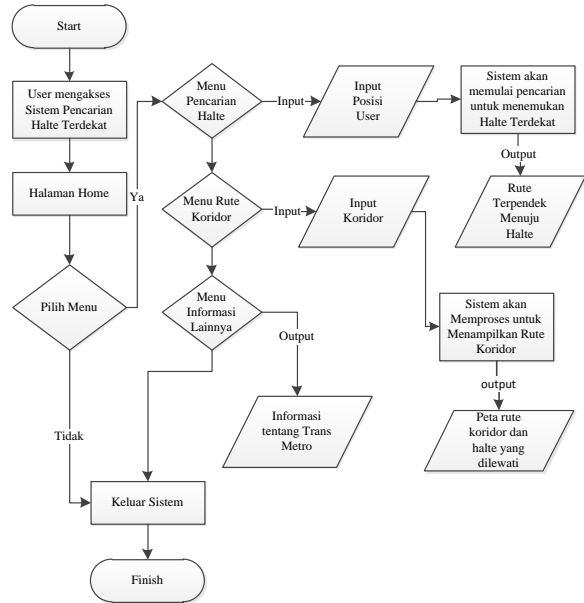 Start
User mengakses
Sistem Pencarian
Halte Terdekat
Halaman Home
Pilih Menu
Ya
Tidak
Menu
Pencarian
Halte
Input
Input
Posisi
User
Sistem akan
memulai pencarian
untuk menemukan
Halte Terdekat
Output
Rute
Terpendek
Menuju
Halte
Menu Rute
Koridor
Input
Input
Koridor
Sistem akan
Memproses untuk
Menampilkan Rute
Koridor
output
Peta rute
koridor dan
halte yang
dilewati
Menu
Informasi
Lainnya
Output
Informasi
tentang Trans
Metro
Keluar Sistem
Finish